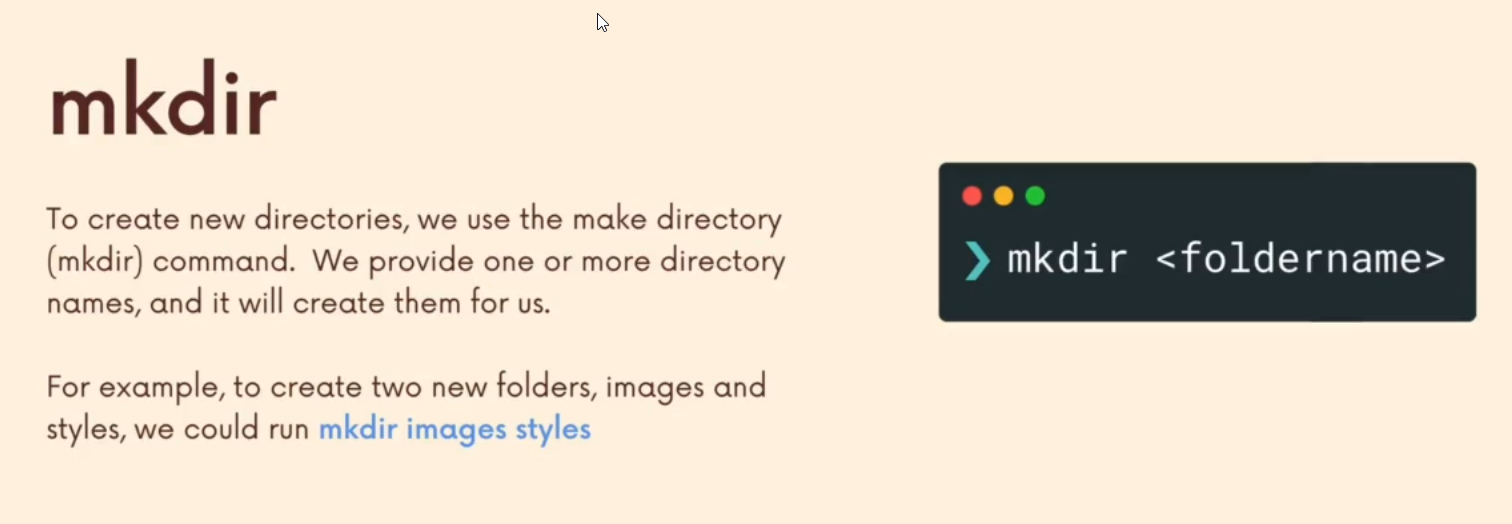 mkdir
To create new directories, we use the make directory
(mkdir) command.  We provide one or more directory
names, and it will create them for us.
For example, to create two new folders, images and
styles, we could run mkdir images styles
❯ mkdir <foldername>